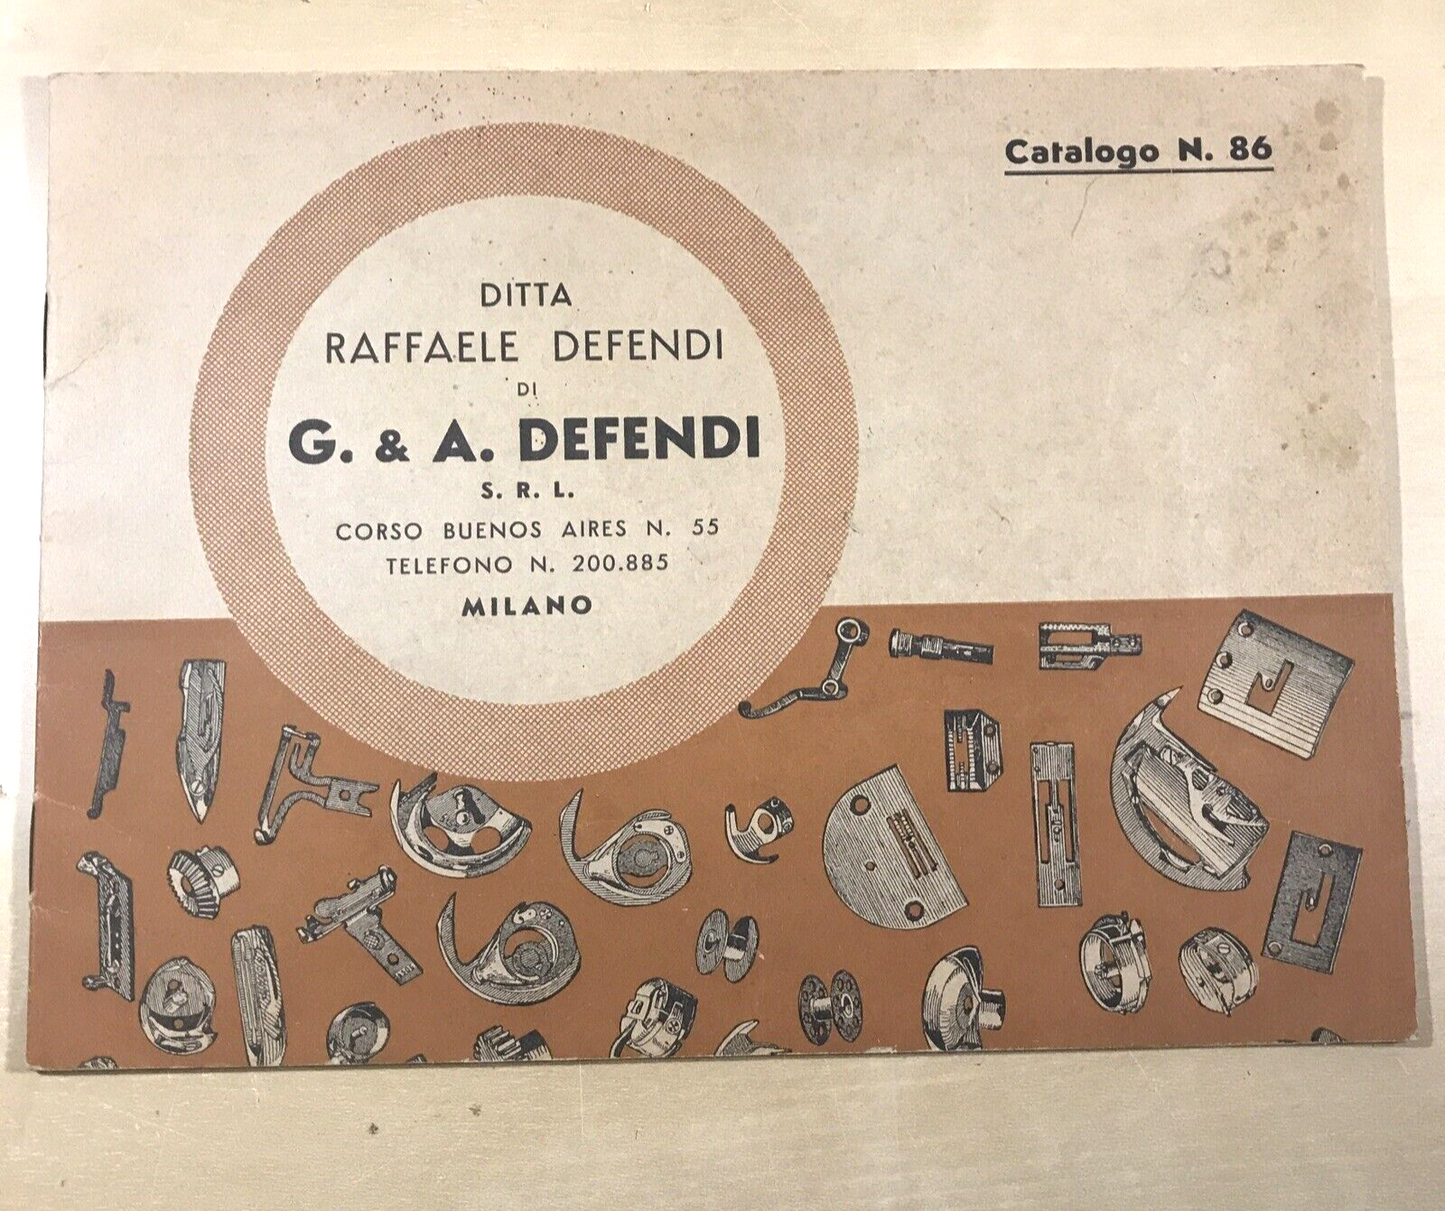 Catalogo N. 86
DITTA
RAFFAELE DEFENDI
DI
G. & A. DEFENDI
S. R. L.
CORSO BUENOS AIRES N. 55
TELEFONO N. 200.885
MILANO